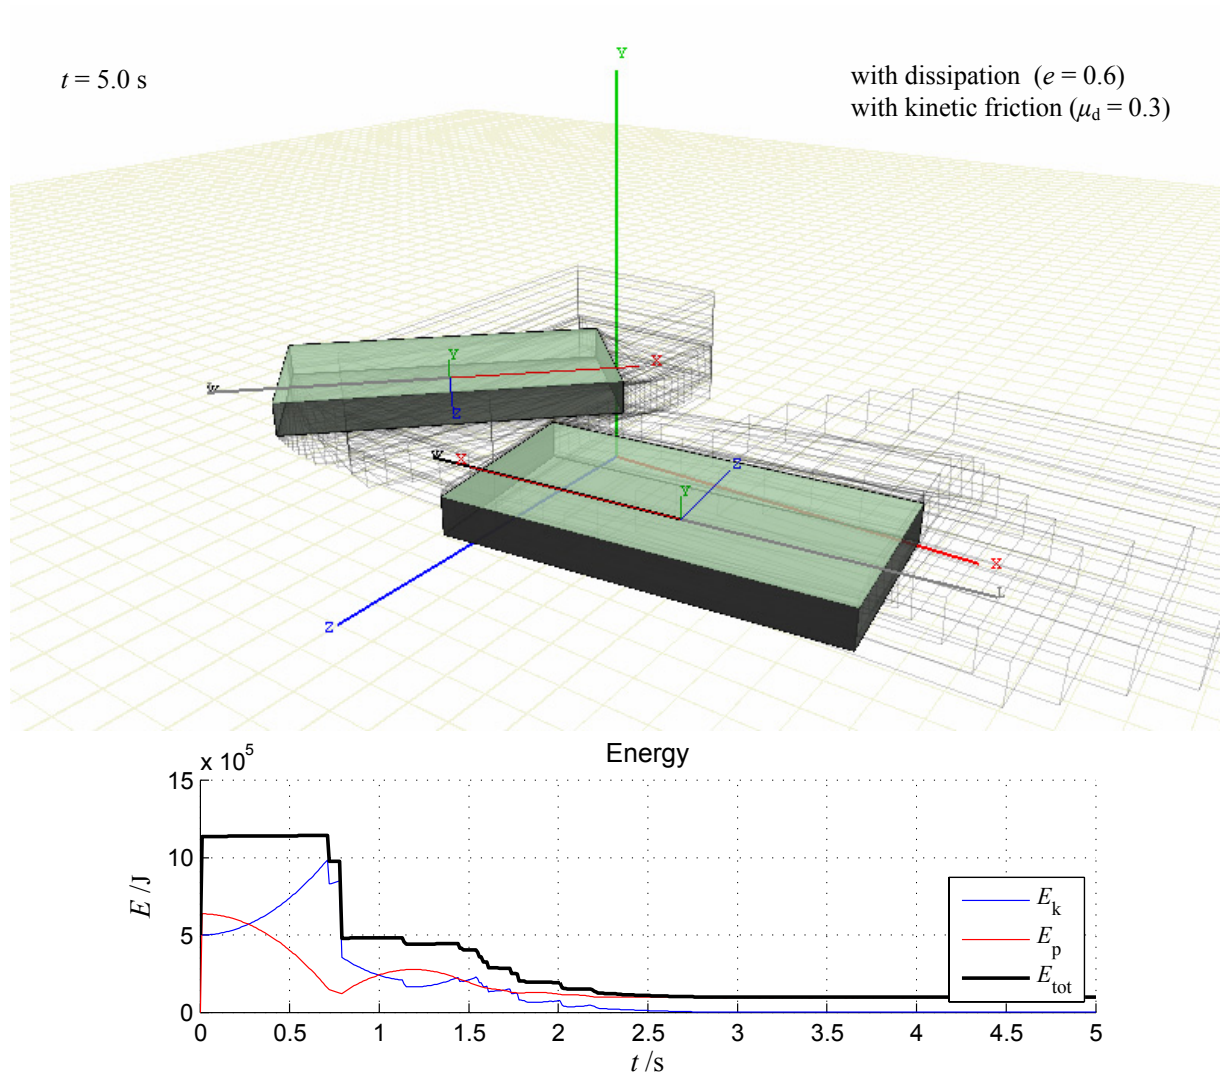 Y
t = 5.0 s
with dissipation (e = 0.6)
with kinetic friction (μd = 0.3)
Y
X
Z
X
Z
Y
X
Z
L
Energy
x 10^5
15
10
5
0
E /J
Ek
Ep
Etot
0 0.5 1 1.5 2 2.5 3 3.5 4 4.5 5
t /s